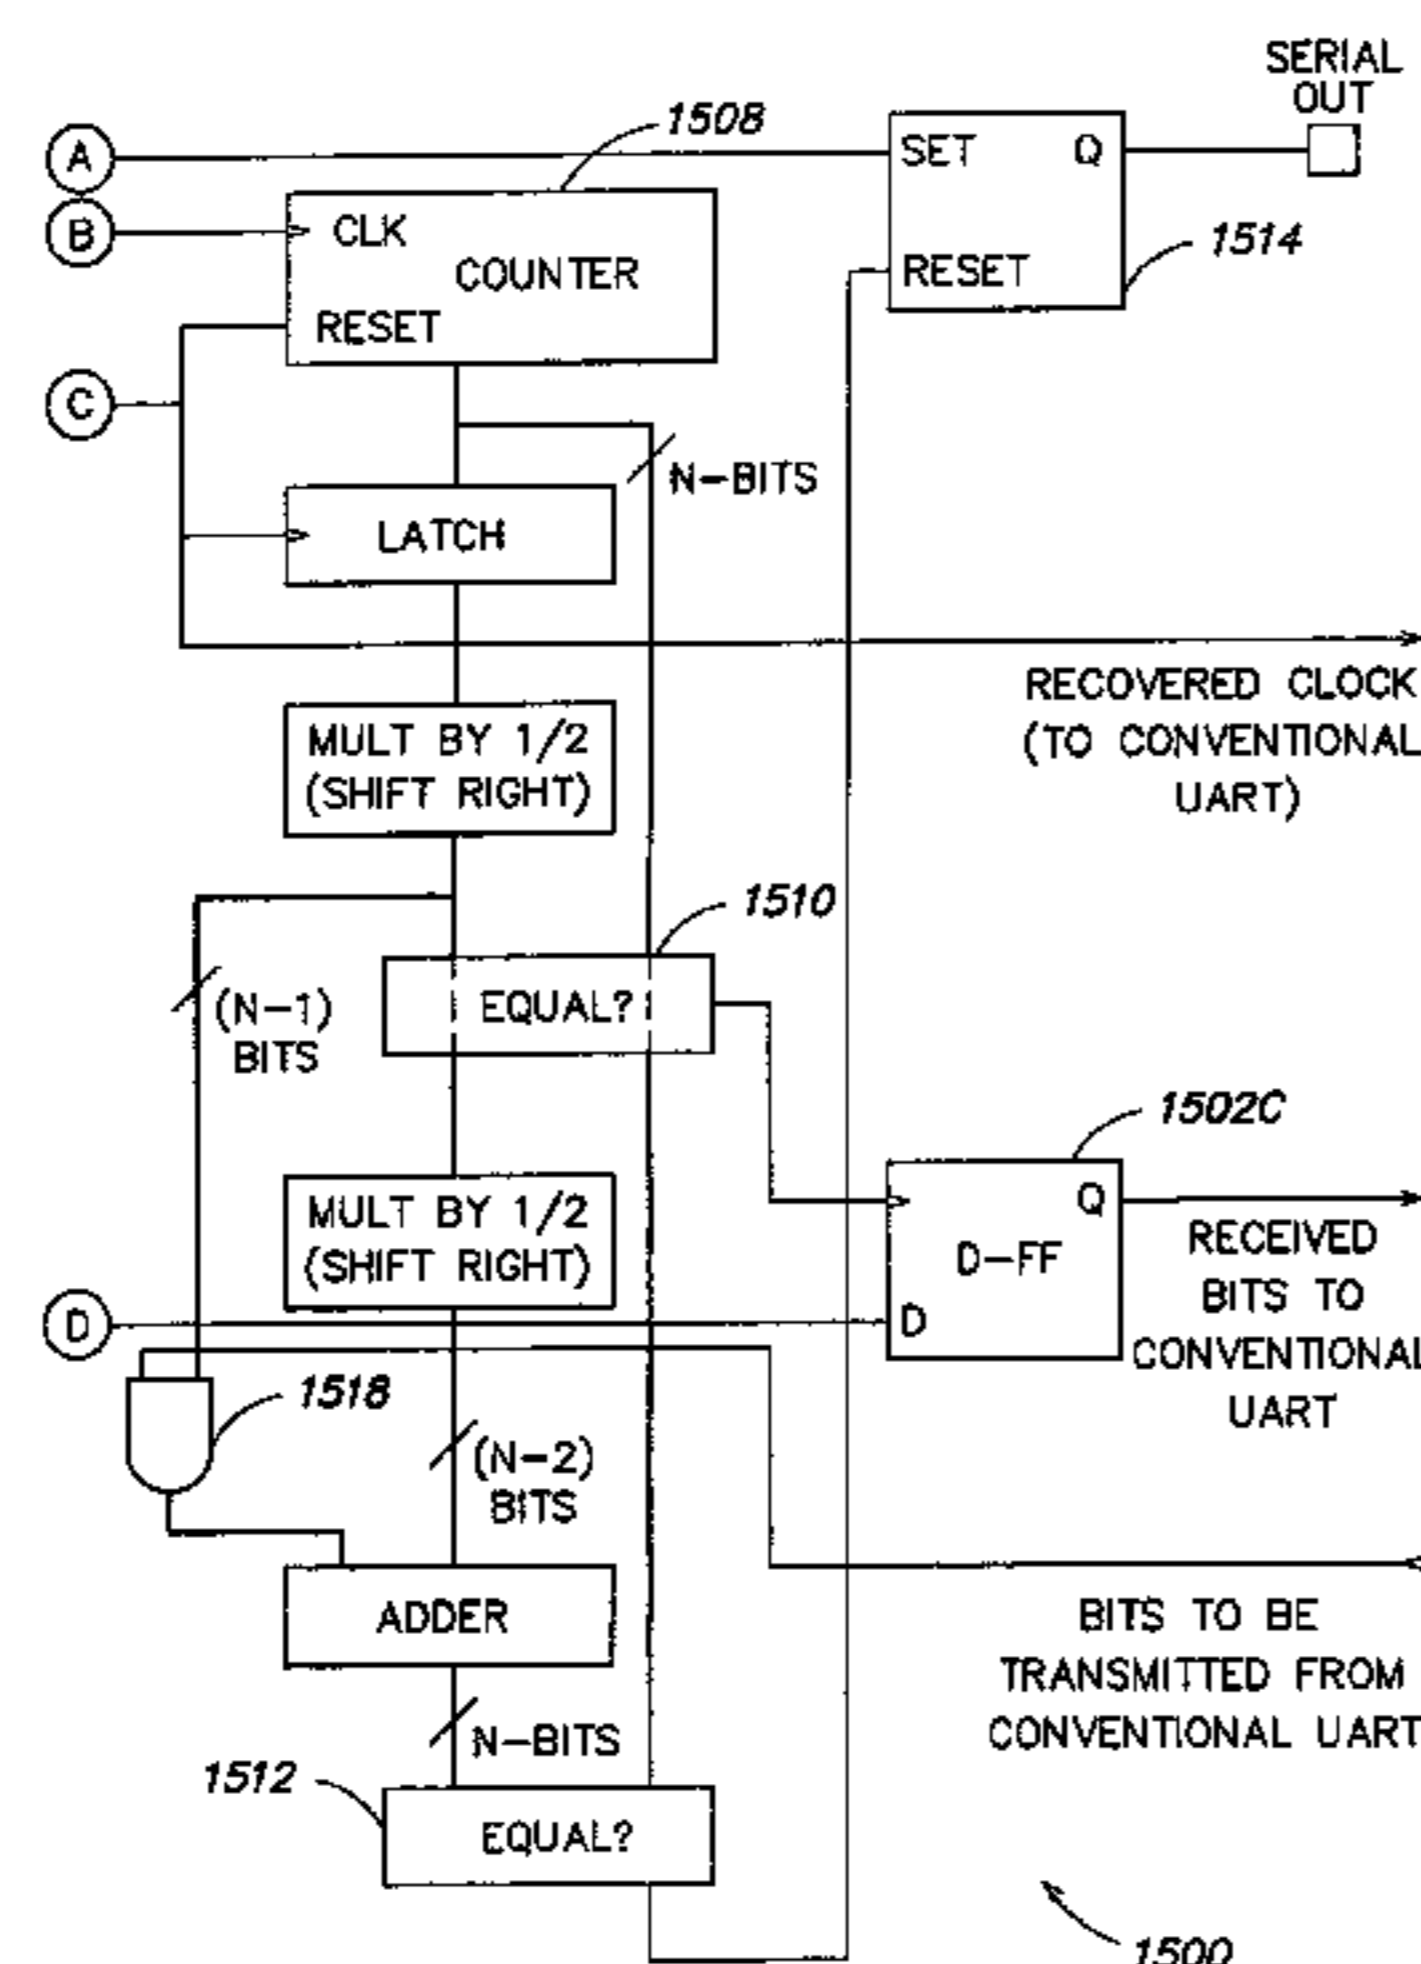 SERIAL
OUT
1508
A
SET
Q
B
CLK
COUNTER
1514
RESET
RESET
C
N-BITS
LATCH
RECOVERED CLOCK
(TO CONVENTIONAL
UART)
MULT BY 1/2
(SHIFT RIGHT)
1510
EQUAL?
(N-1)
BITS
1502C
MULT BY 1/2
(SHIFT RIGHT)
Q
D-FF
D
RECEIVED
BITS TO
CONVENTIONAL
UART
D
1518
(N-2)
BITS
ADDER
BITS TO BE
TRANSMITTED FROM
CONVENTIONAL UART
N-BITS
1512
EQUAL?
1500